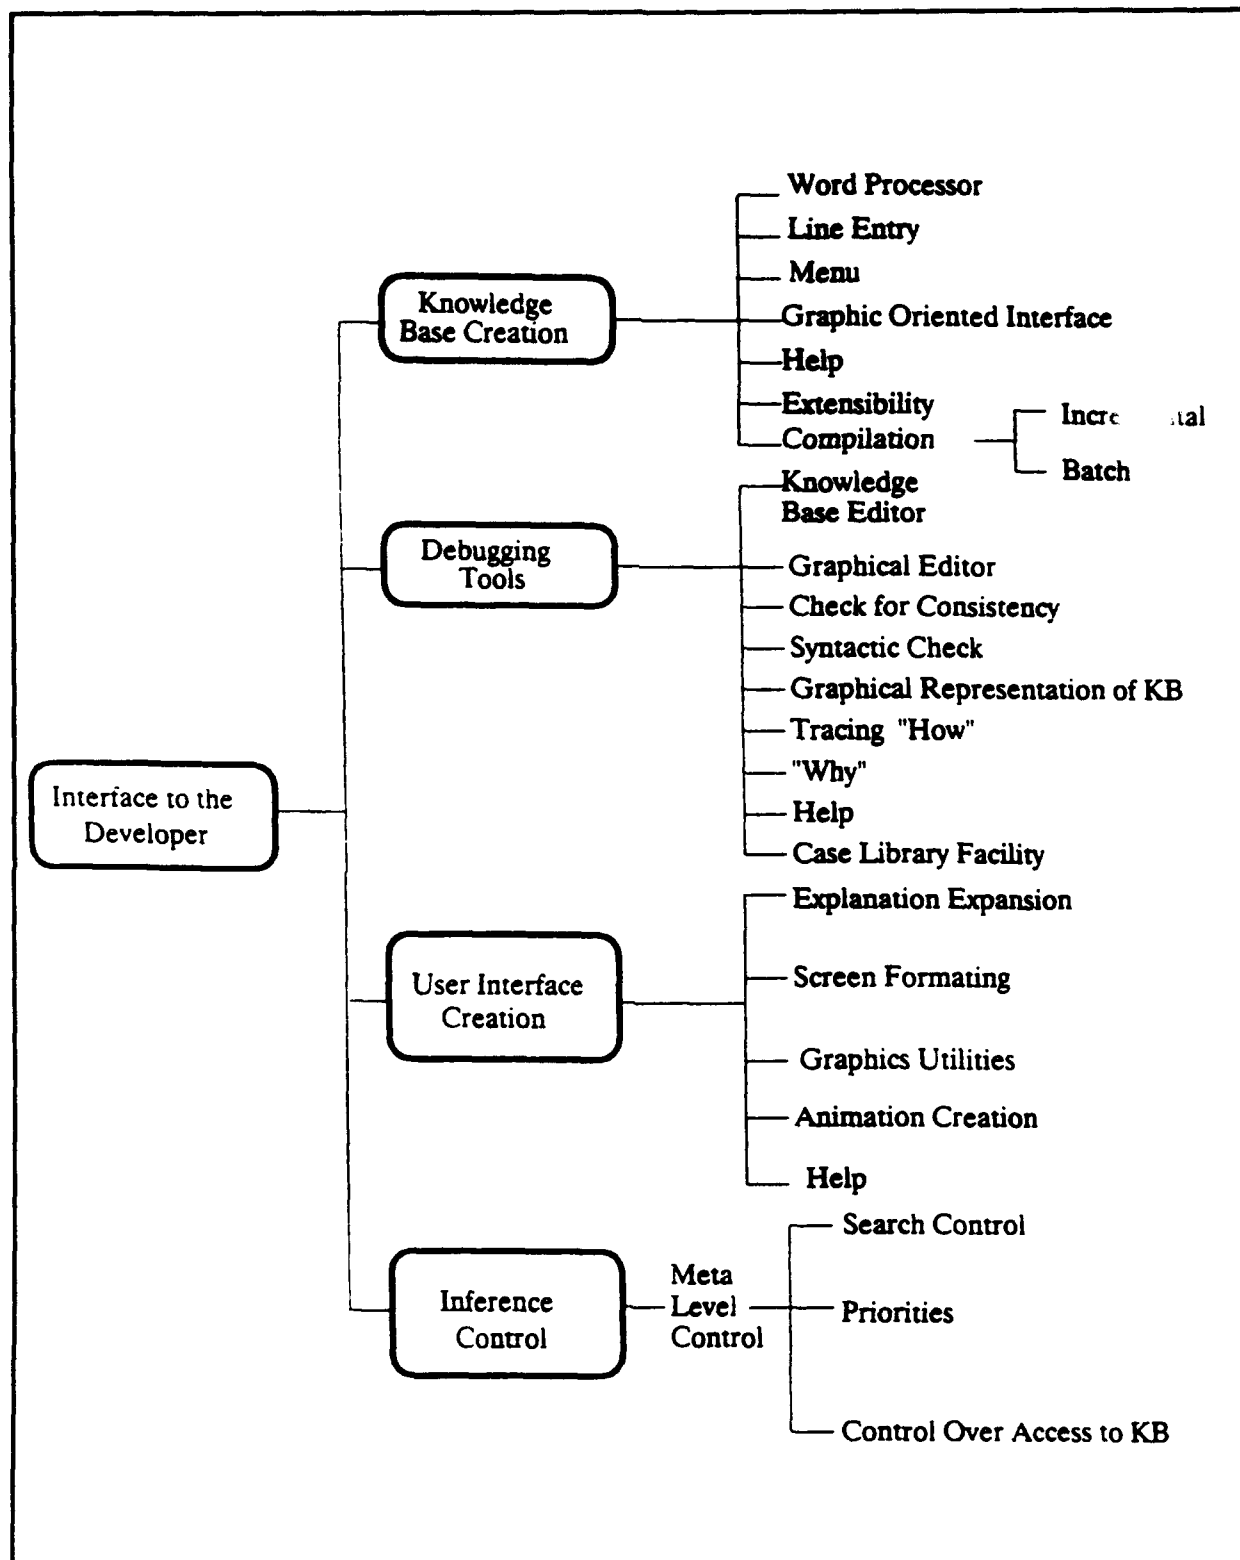 Word Processor
Line Entry
Menu
Knowledge
Base Creation
Graphic Oriented Interface
Help
Extensibility
Compilation
Batch
Knowledge
Base Editor
Debugging
Tools
Graphical Editor
Check for Consistency
Syntactic Check
Graphical Representation of KB
Tracing "How"
"Why"
Help
Case Library Facility
Interface to the
Developer
Explanation Expansion
User Interface
Creation
Screen Formating
Graphics Utilities
Animation Creation
Help
Inference
Control
Meta
Level
Control
Search Control
Priorities
Control Over Access to KB